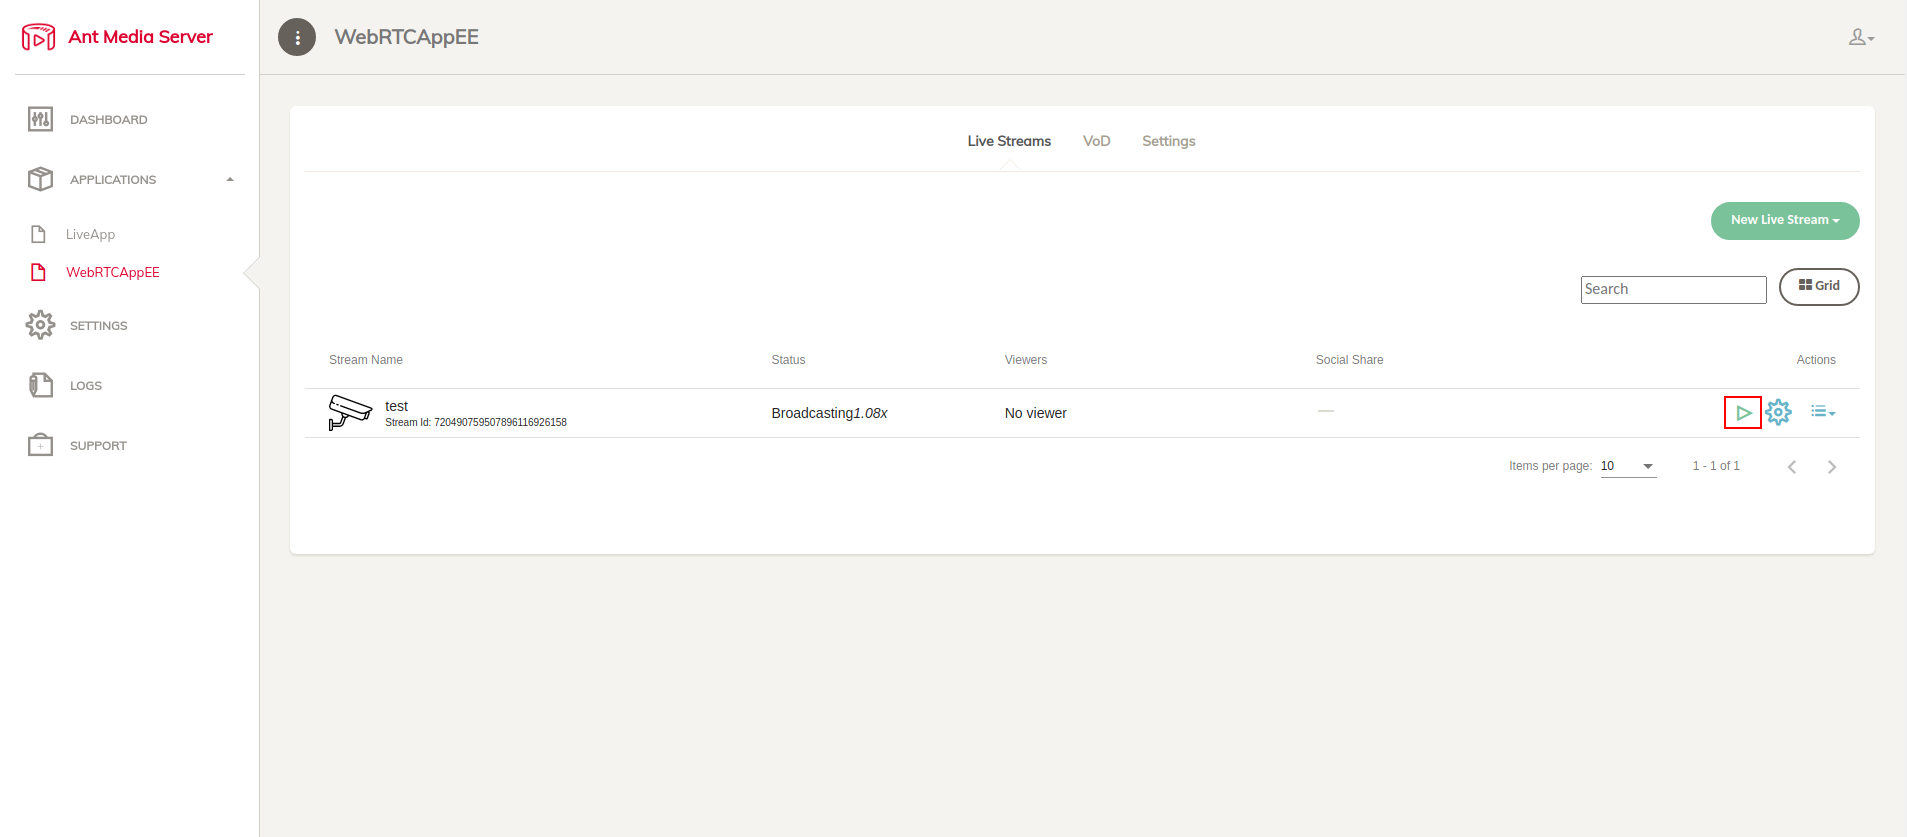 Ant Media Server
WebRTCAppEE
DASHBOARD
APPLICATIONS
LiveApp
WebRTCAppEE
SETTINGS
LOGS
SUPPORT
Live Streams VoD Settings
New Live Stream
Search
Grid
Stream Name Status Viewers Social Share Actions
test
Stream Id: 720490759507896116926158
Broadcasting1.08x No viewer
Items per page: 10 1 - 1 of 1